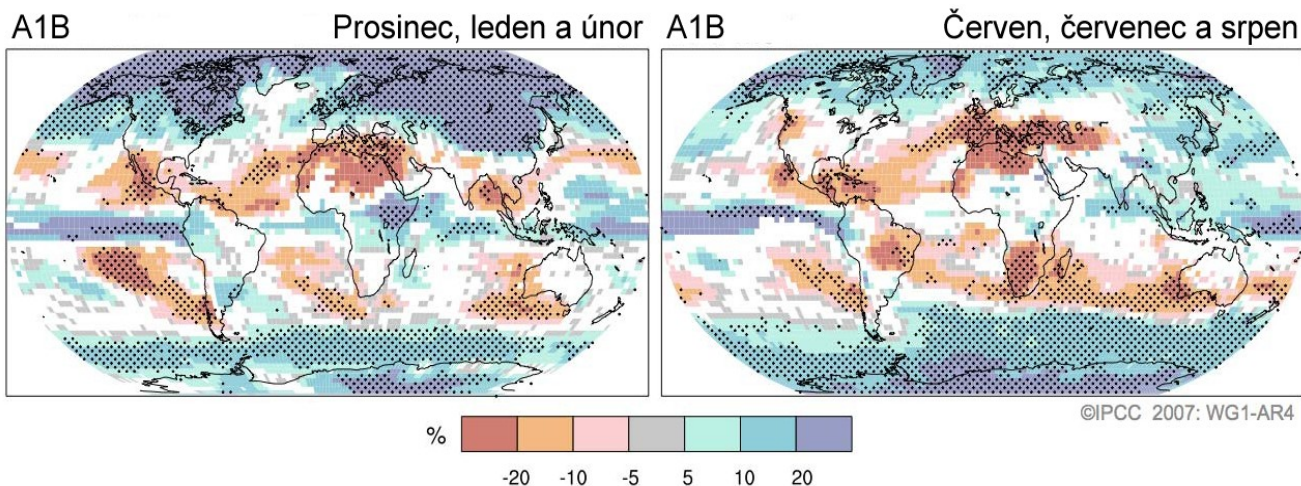 A1B Prosinec, leden a únor
A1B Červen, červenec a srpen
©IPCC 2007: WG1-AR4
%
-20 -10 -5 5 10 20